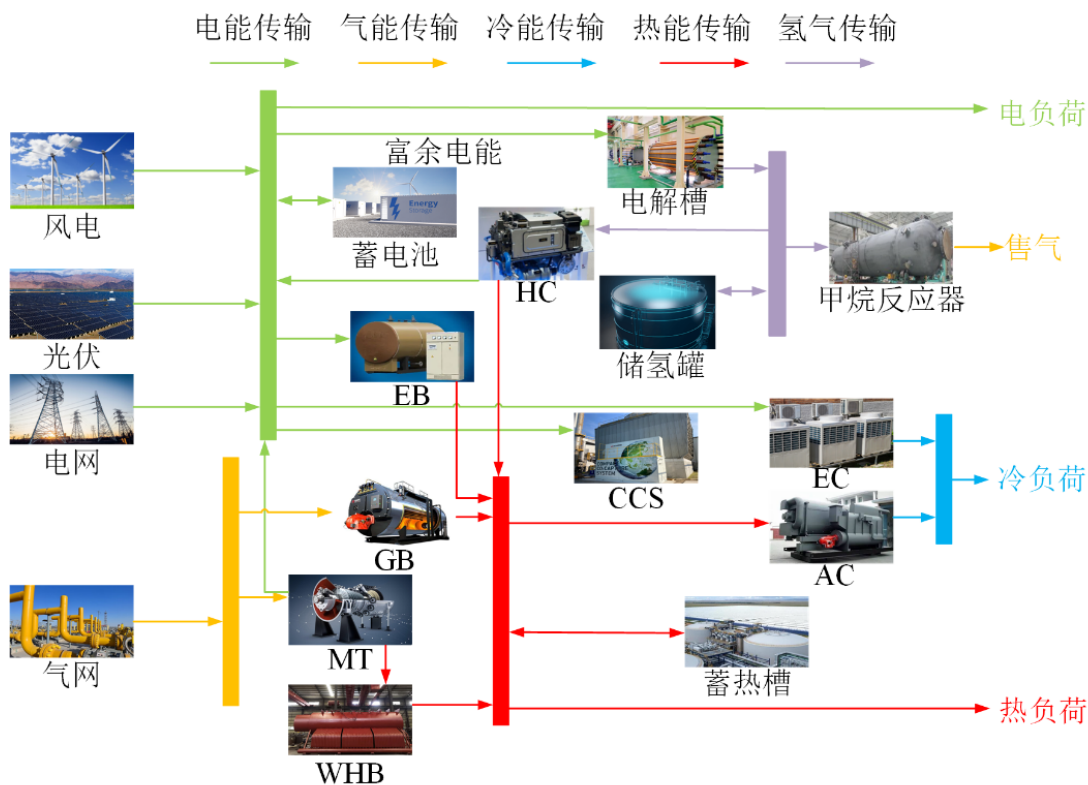 电能传输 气能传输 冷能传输 热能传输 氢气传输
电负荷
富余电能
Energy
Storage
电解槽
风电
蓄电池
售气
HC
甲烷反应器
光伏
储氢罐
EB
电网
EC
CCS
冷负荷
GB
AC
MT
气网
蓄热槽
热负荷
WHB